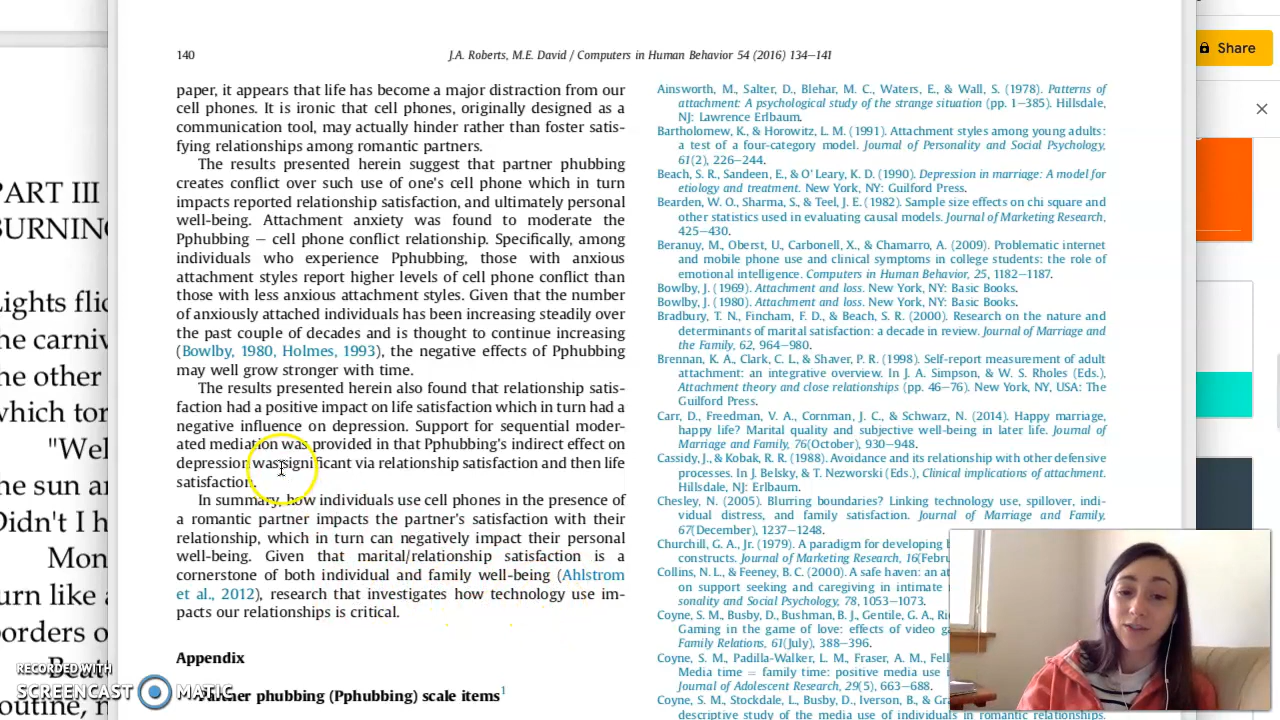 140
J.A. Roberts, M.E. David / Computers in Human Behavior 54 (2016) 134–141
Share
paper, it appears that life has become a major distraction from our
cell phones. It is ironic that cell phones, originally designed as a
communication tool, may actually hinder rather than foster satis-
fying relationships among romantic partners.
The results presented herein suggest that partner phubbing
creates conflict over such use of one's cell phone which in turn
impacts reported relationship satisfaction, and ultimately personal
well-being. Attachment anxiety was found to moderate the
Pphubbing – cell phone conflict relationship. Specifically, among
individuals who experience Pphubbing, those with anxious
attachment styles report higher levels of cell phone conflict than
those with less anxious attachment styles. Given that the number
of anxiously attached individuals has been increasing steadily over
the past couple of decades and is thought to continue increasing
(Bowlby, 1980, Holmes, 1993), the negative effects of Pphubbing
may well grow stronger with time.
The results presented herein also found that relationship satis-
faction had a positive impact on life satisfaction which in turn had a
negative influence on depression. Support for sequential moder-
ated mediation was provided in that Pphubbing's indirect effect on
depression was significant via relationship satisfaction and then life
satisfaction.
In summary, how individuals use cell phones in the presence of
a romantic partner impacts the partner's satisfaction with their
relationship, which in turn can negatively impact their personal
well-being. Given that marital/relationship satisfaction is a
cornerstone of both individual and family well-being (Ahlstrom
et al., 2012), research that investigates how technology use im-
pacts our relationships is critical.
Appendix
Partner phubbing (Pphubbing) scale items1
Ainsworth, M., Salter, D., Blehar, M. C., Waters, E., & Wall, S. (1978). Patterns of
attachment: A psychological study of the strange situation (pp. 1–385). Hillsdale,
NJ: Lawrence Erlbaum.
Bartholomew, K., & Horowitz, L. M. (1991). Attachment styles among young adults:
a test of a four-category model. Journal of Personality and Social Psychology,
61(2), 226–244.
Beach, S. R., Sandeen, E., & O'Leary, K. D. (1990). Depression in marriage: A model for
etiology and treatment. New York, NY: Guilford Press.
Bearden, W. O., Sharma, S., & Teel, J. E. (1982). Sample size effects on chi square and
other statistics used in evaluating causal models. Journal of Marketing Research,
425–430.
Beranuy, M., Oberst, U., Carbonell, X., & Chamarro, A. (2009). Problematic internet
and mobile phone use and clinical symptoms in college students: the role of
emotional intelligence. Computers in Human Behavior, 25, 1182–1187.
Bowlby, J. (1969). Attachment and loss. New York, NY: Basic Books.
Bowlby, J. (1980). Attachment and loss. New York, NY: Basic Books.
Bradbury, T. N., Fincham, F. D., & Beach, S. R. (2000). Research on the nature and
determinants of marital satisfaction: a decade in review. Journal of Marriage and
the Family, 62, 964–980.
Brennan, K. A., Clark, C. L., & Shaver, P. R. (1998). Self-report measurement of adult
attachment: an integrative overview. In J. A. Simpson, & W. S. Rholes (Eds.),
Attachment theory and close relationships (pp. 46–76). New York, NY, USA: The
Guilford Press.
Carr, D., Freedman, V. A., Cornman, J. C., & Schwarz, N. (2014). Happy marriage,
happy life? Marital quality and subjective well-being in later life. Journal of
Marriage and Family, 76(October), 930–948.
Cassidy, J., & Kobak, R. R. (1988). Avoidance and its relationship with other defensive
processes. In J. Belsky, & T. Nezworski (Eds.), Clinical implications of attachment.
Hillsdale, NJ: Erlbaum.
Chesley, N. (2005). Blurring boundaries? Linking technology use, spillover, indi-
vidual distress, and family satisfaction. Journal of Marriage and Family,
67(December), 1237–1248.
Churchill, G. A., Jr. (1979). A paradigm for developing
constructs. Journal of Marketing Research, 16(
Collins, N. L., & Feeney, B. C. (2000). A safe haven: an
on support seeking and caregiving in intimate
sonality and Social Psychology, 78, 1053–1073.
Coyne, S. M., Busby, D., Bushman, B. J., Gentile, G. A.,
Gaming in the game of love: effects of video
Family Relations, 61(July), 388–396.
Coyne, S. M., Padilla-Walker, L. M., Fraser, A. M.,
Media time = family time: positive media use
Journal of Adolescent Research, 29(5), 663–688.
Coyne, S. M., Stockdale, L., Busby, D., Iverson, B., &
descriptive study of the media use of individuals in romantic relationships.
PART III
Lights
the
the other
which
"Well
the sun
Didn't I
RECORDED WITH
SCREENCAST MATIC